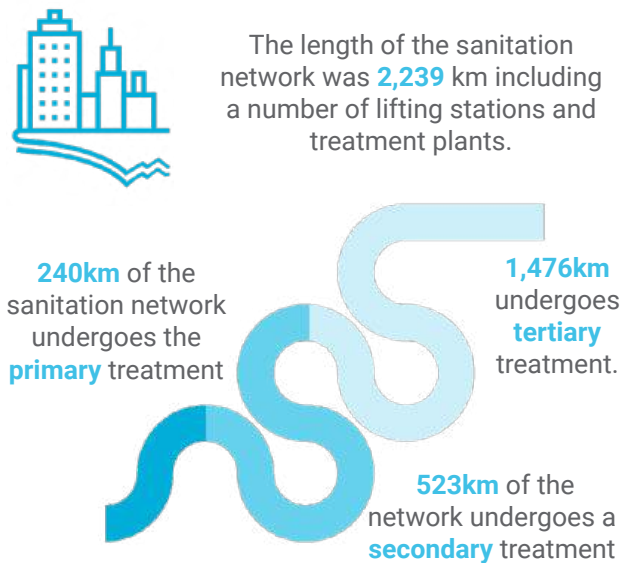 The length of the sanitation
network was 2,239 km including
a number of lifting stations and
treatment plants.
240km of the
sanitation network
undergoes the
primary treatment
1,476km
undergoes
tertiary
treatment.
523km of the
network undergoes a
secondary treatment